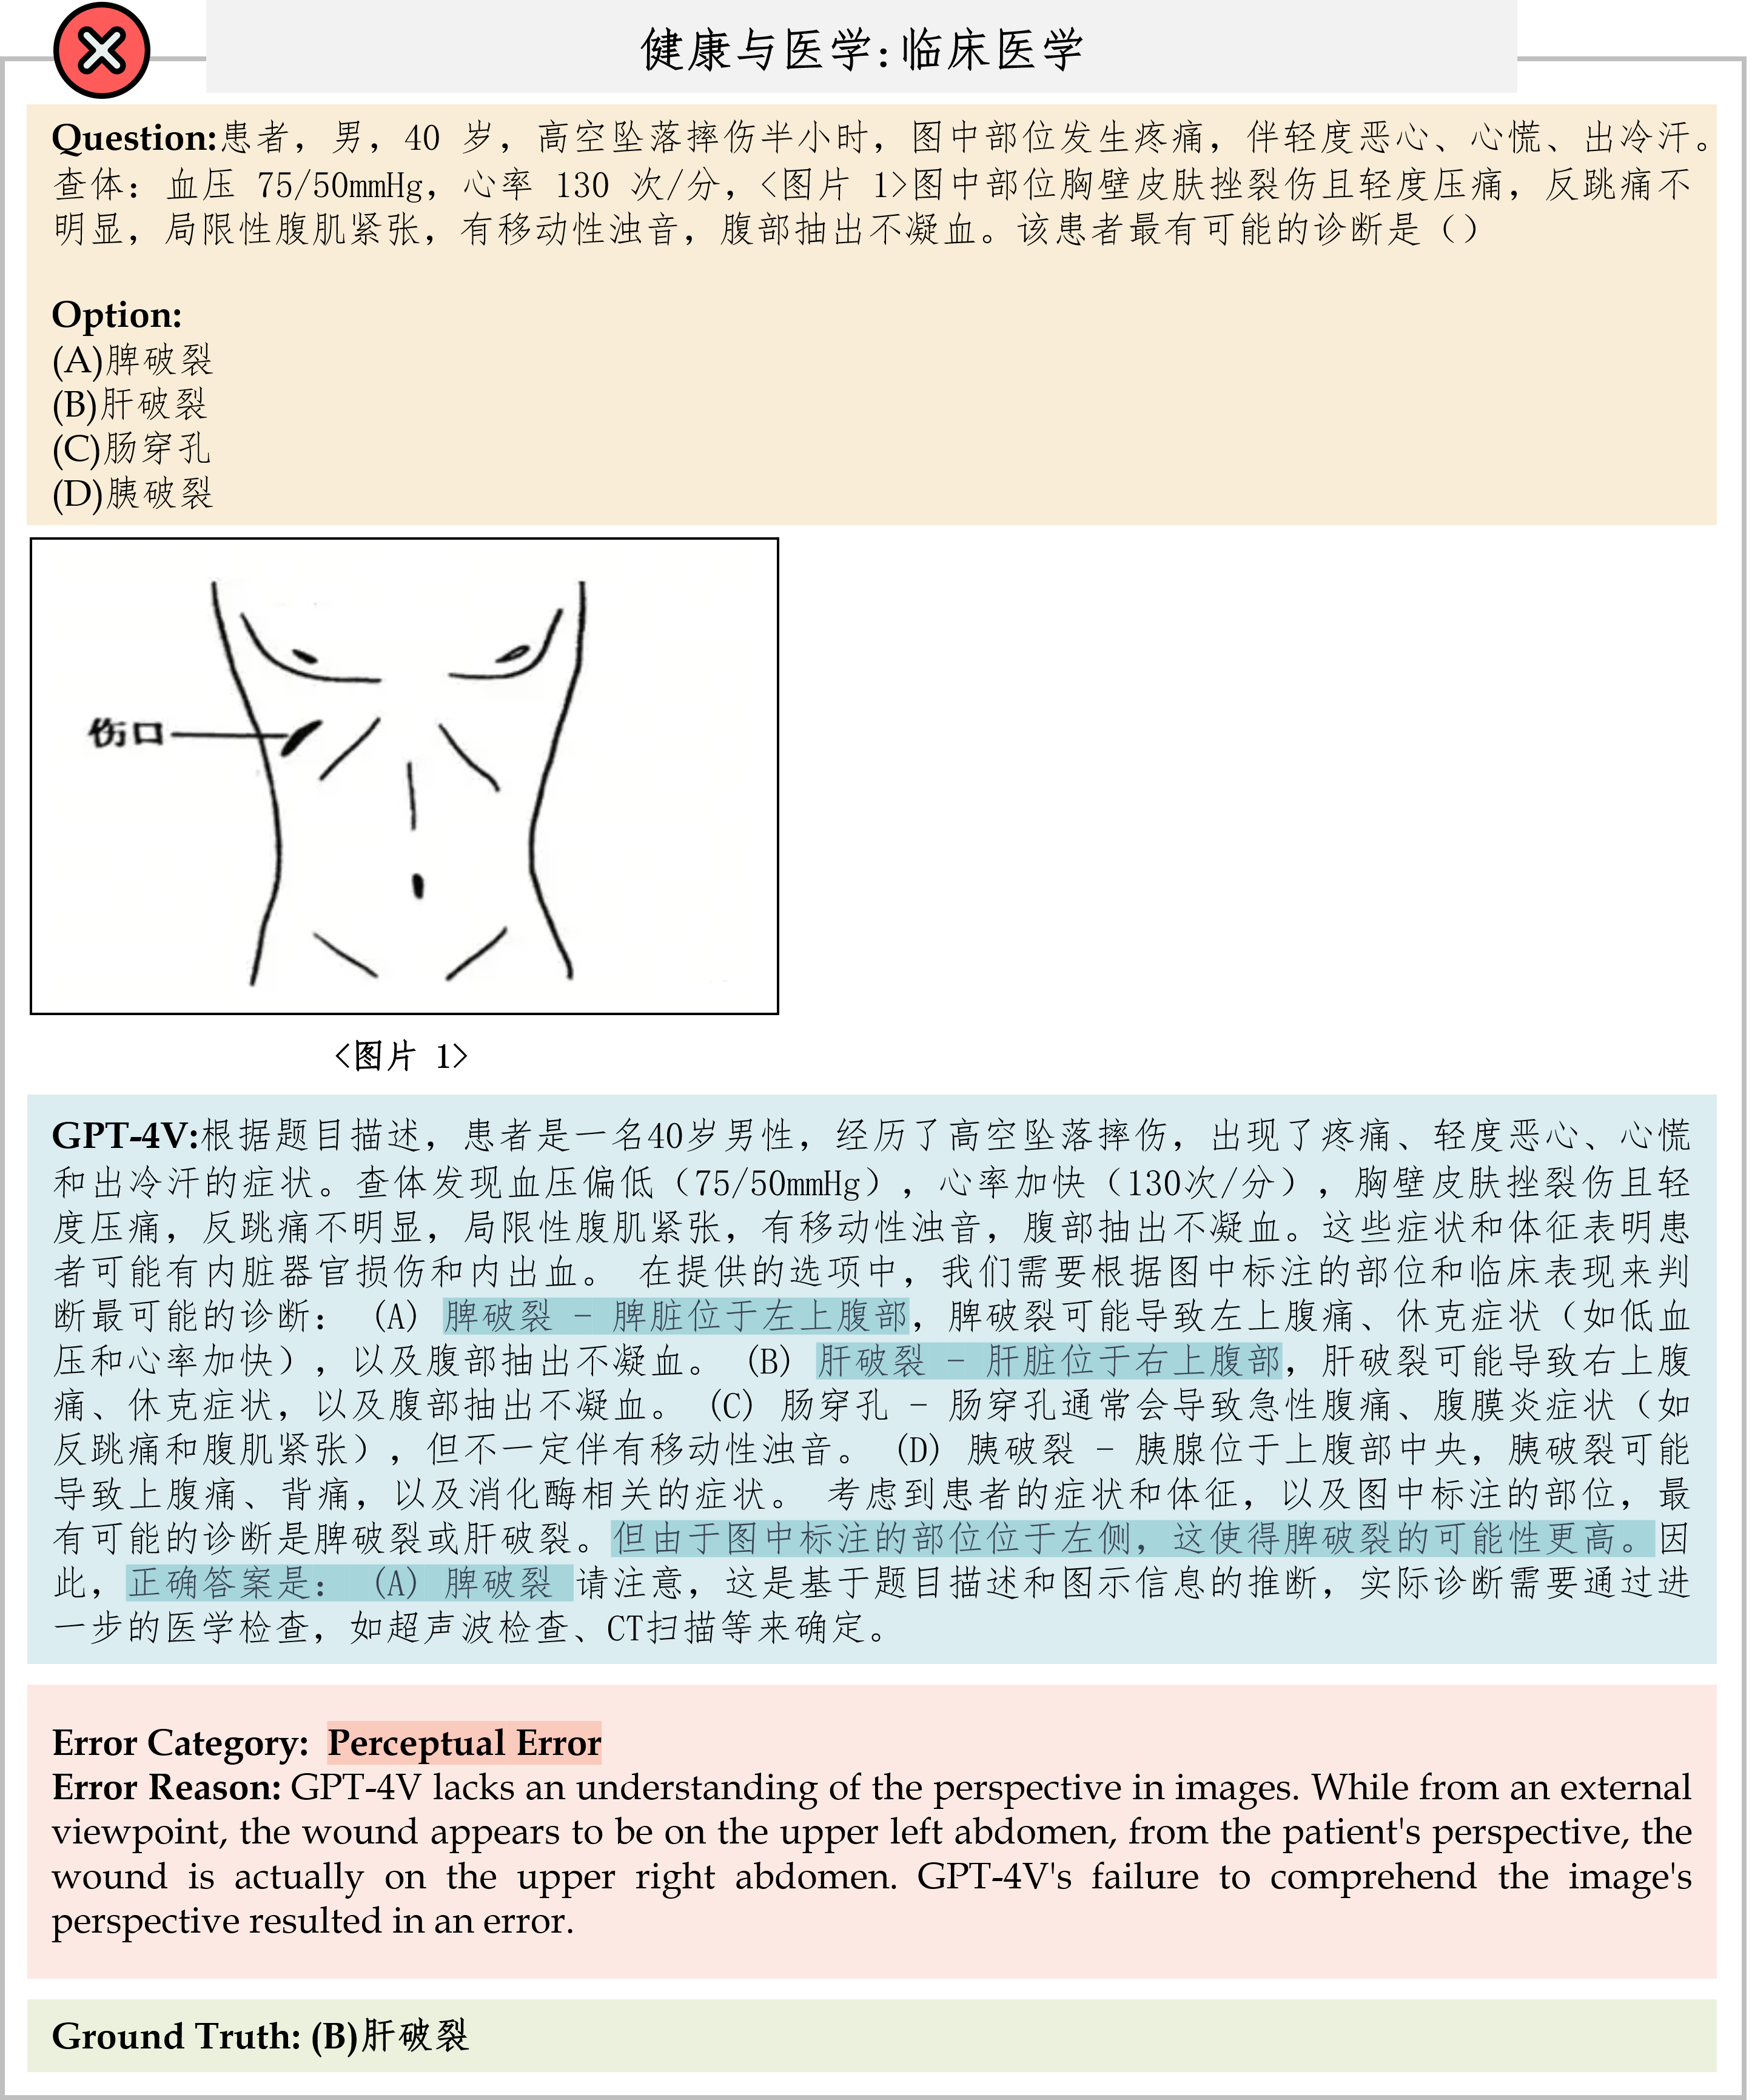 健康与医学:临床医学
Question:患者，男，40 岁，高空坠落摔伤半小时，图中部位发生疼痛，伴轻度恶心、心慌、出冷汗。
查体：血压 75/50mmHg，心率 130 次/分，<图片 1>图中部位胸壁皮肤挫裂伤且轻度压痛，反跳痛不
明显，局限性腹肌紧张，有移动性浊音，腹部抽出不凝血。该患者最有可能的诊断是（）
Option:
(A)脾破裂
(B)肝破裂
(C)肠穿孔
(D)胰破裂
伤口
<图片 1>
GPT-4V:根据题目描述，患者是一名40岁男性，经历了高空坠落摔伤，出现了疼痛、轻度恶心、心慌
和出冷汗的症状。查体发现血压偏低（75/50mmHg），心率加快（130次/分），胸壁皮肤挫裂伤且轻
度压痛，反跳痛不明显，局限性腹肌紧张，有移动性浊音，腹部抽出不凝血。这些症状和体征表明患
者可能有内脏器官损伤和内出血。 在提供的选项中，我们需要根据图中标注的部位和临床表现来判
断最可能的诊断： (A) 脾破裂 - 脾脏位于左上腹部，脾破裂可能导致左上腹痛、休克症状（如低血
压和心率加快），以及腹部抽出不凝血。 (B) 肝破裂 - 肝脏位于右上腹部，肝破裂可能导致右上腹
痛、休克症状，以及腹部抽出不凝血。 (C) 肠穿孔 - 肠穿孔通常会导致急性腹痛、腹膜炎症状（如
反跳痛和腹肌紧张），但不一定伴有移动性浊音。 (D) 胰破裂 - 胰腺位于上腹部中央，胰破裂可能
导致上腹痛、背痛，以及消化酶相关的症状。 考虑到患者的症状和体征，以及图中标注的部位，最
有可能的诊断是脾破裂或肝破裂。但由于图中标注的部位位于左侧，这使得脾破裂的可能性更高。因
此，正确答案是： (A) 脾破裂 请注意，这是基于题目描述和图示信息的推断，实际诊断需要通过进
一步的医学检查，如超声波检查、CT扫描等来确定。
Error Category: Perceptual Error
Error Reason: GPT-4V lacks an understanding of the perspective in images. While from an external
viewpoint, the wound appears to be on the upper left abdomen, from the patient's perspective, the
wound is actually on the upper right abdomen. GPT-4V's failure to comprehend the image's
perspective resulted in an error.
Ground Truth: (B)肝破裂